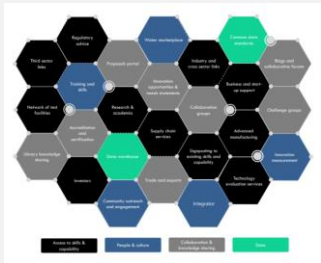 Regulatory
advice
Water marketplace
Common data
standards
Third sector
links
Proposals portal
Industry and
cross sector links
Blogs and
collaborative forums
Training and
skills
Innovation
opportunities &
needs statements
Business and start-
up support
Network of test
facilities
Research &
academics
Collaboration
groups
Challenge groups
Accreditation and
certification
Supply chain
services
Advanced
manufacturing
Library knowledge
sharing
Data warehouse
Signposting to
existing skills and
capability
Innovation
measurement
Investors
Trade and exports
Technology
evaluation services
Community outreach
and engagement
Integrator
Access to skills &
capability
People & culture
Collaboration &
knowledge sharing
Data